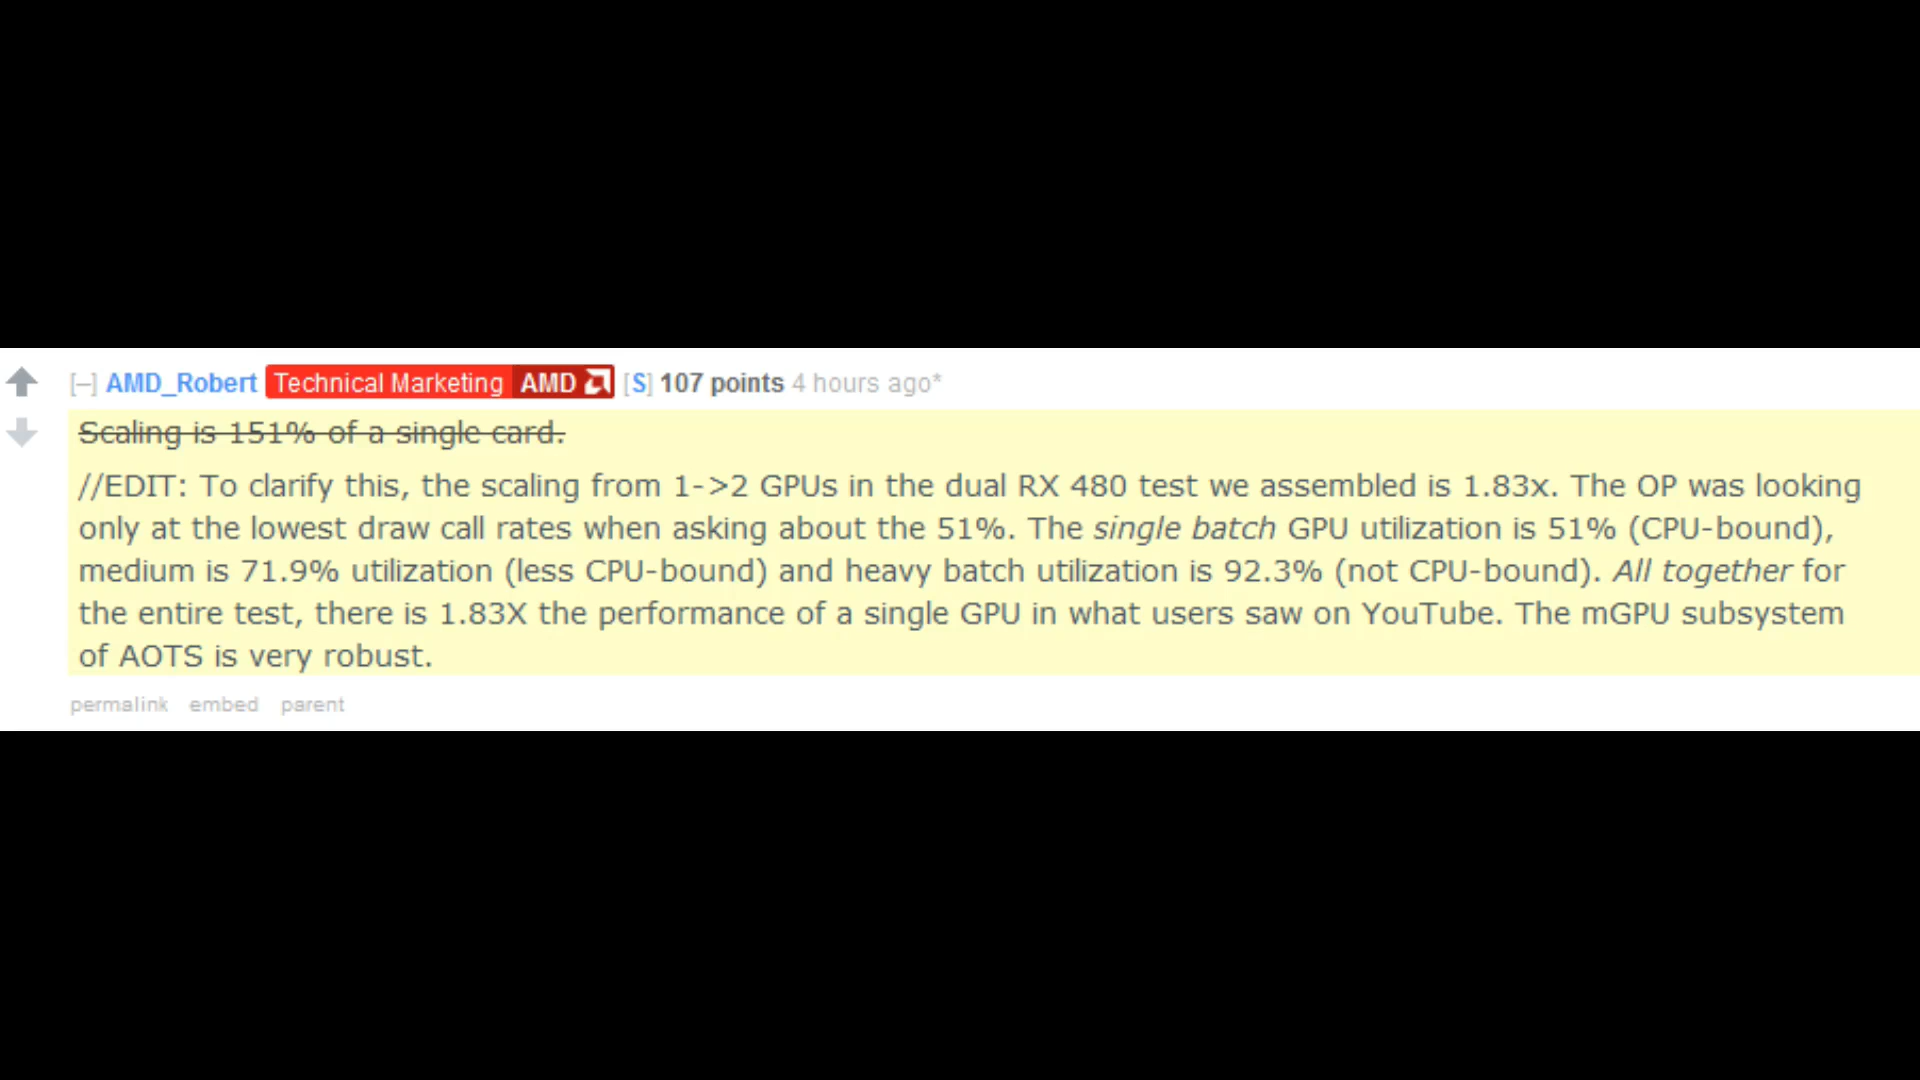 [–] AMD_Robert Technical Marketing AMD [S] 107 points 4 hours ago*
Scaling is 151% of a single card.
//EDIT: To clarify this, the scaling from 1->2 GPUs in the dual RX 480 test we assembled is 1.83x. The OP was looking
only at the lowest draw call rates when asking about the 51%. The single batch GPU utilization is 51% (CPU-bound),
medium is 71.9% utilization (less CPU-bound) and heavy batch utilization is 92.3% (not CPU-bound). All together for
the entire test, there is 1.83X the performance of a single GPU in what users saw on YouTube. The mGPU subsystem
of AOTS is very robust.
permalink embed parent